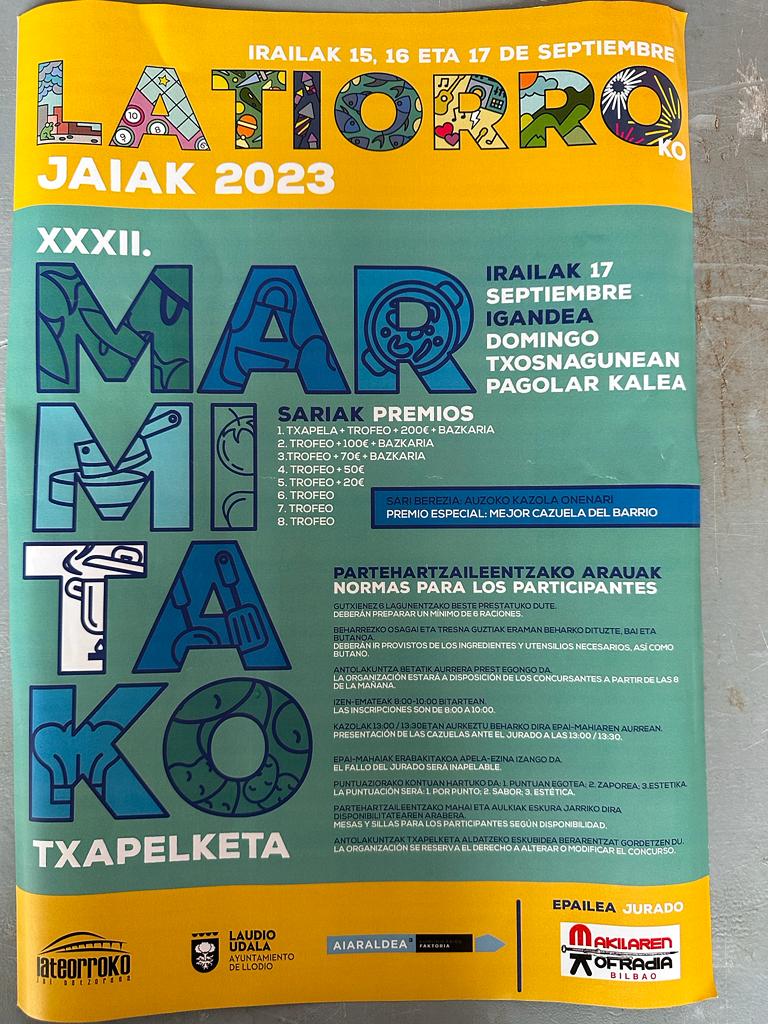 IRAILAK 15, 16 ETA 17 DE SEPTIEMBRE
LATIORRO
KO
JAIAK 2023
XXXII.
MAR
MI
TA
KO
TXAPELKETA
IRAILAK 17
SEPTIEMBRE
IGANDEA
DOMINGO
TXOSNAGUNEAN
PAGOLAR KALEA
SARIAK PREMIOS
1. TXAPELA + TROFEO + 200€ + BAZKARIA
2. TROFEO + 100€ + BAZKARIA
3.TROFEO + 70€ + BAZKARIA
4. TROFEO + 50€
5. TROFEO + 20€
6. TROFEO
7. TROFEO
8. TROFEO
SARI BEREZIA: AUZOKO KAZOLA ONENARI
PREMIO ESPECIAL: MEJOR CAZUELA DEL BARRIO
PARTEHARTZAILEENTZAKO ARAUAK
NORMAS PARA LOS PARTICIPANTES
GUTXIENEZ 6 LAGUNENTZAKO BESTE PRESTATUKO DUTE.
DEBERÁN PREPARAR UN MÍNIMO DE 6 RACIONES.
BEHARREZKO OSAGAI ETA TRESNA GUZTIAK ERAMAN BEHARKO DITUZTE, BAI ETA
BUTANOA.
DEBERÁN IR PROVISTOS DE LOS INGREDIENTES Y UTENSILIOS NECESARIOS, ASÍ COMO
BUTANO.
ANTOLAKUNTZA 8ETATIK AURRERA PREST EGONGO DA.
LA ORGANIZACIÓN ESTARÁ A DISPOSICIÓN DE LOS CONCURSANTES A PARTIR DE LAS 8
DE LA MAÑANA.
IZEN-EMATEAK 8:00-10:00 BITARTEAN.
LAS INSCRIPCIONES SON DE 8:00 A 10:00.
KAZOLAK 13:00 / 13:30ETAN AURKEZTU BEHARKO DIRA EPAI-MAHIAREN AURREAN.
PRESENTACIÓN DE LAS CAZUELAS ANTE EL JURADO A LAS 13:00 / 13:30.
EPAI-MAHAIAK ERABAKITAKOA APELA-EZINA IZANGO DA.
EL FALLO DEL JURADO SERÁ INAPELABLE.
PUNTUAZIORAKO KONTUAN HARTUKO DA: 1. PUNTUAN EGOTEA; 2. ZAPOREA; 3.ESTETIKA.
LA PUNTUACIÓN SERÁ: 1. POR PUNTO; 2. SABOR; 3. ESTÉTICA.
PARTEHARTZAILEENTZAKO MAHAI ETA AULKIAK ESKURA JARRIKO DIRA
DISPONIBILITATEAREN ARABERA.
MESAS Y SILLAS PARA LOS PARTICIPANTES SEGÚN DISPONIBILIDAD.
ANTOLAKUNTZAK TXAPELKETA ALDATZEKO ESKUBIDEA BERARENTZAT GORDETZEN DU.
LA ORGANIZACIÓN SE RESERVA EL DERECHO A ALTERAR O MODIFICAR EL CONCURSO.
lateorroko
jai batzordea
LAUDIO
UDALA
AYUNTAMIENTO
DE LLODIO
AIARALDEA
FAKTORIA
EPAILEA JURADO
MAKILAREN
KOFRADIA
BILBAO